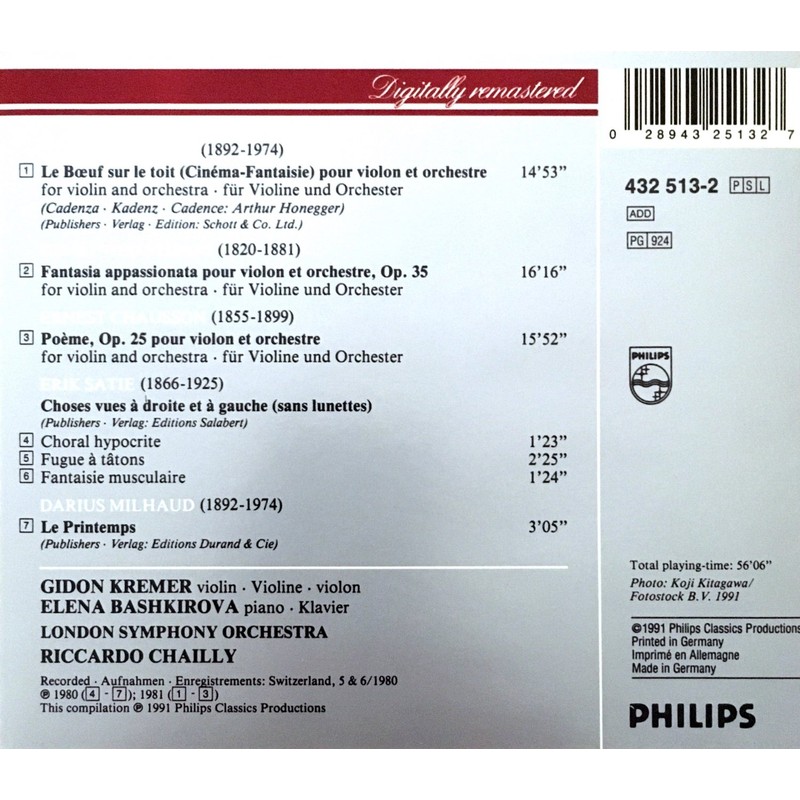 Digitally remastered
(1892-1974)
1 Le Bœuf sur le toit (Cinéma-Fantaisie) pour violon et orchestre 14’53”
for violin and orchestra · für Violine und Orchester
(Cadenza · Kadenz · Cadence: Arthur Honegger)
(Publishers · Verlag · Edition: Schott & Co. Ltd.)
(1820-1881)
2 Fantasia appassionata pour violon et orchestre, Op. 35 16’16”
for violin and orchestra · für Violine und Orchester
(1855-1899)
3 Poème, Op. 25 pour violon et orchestre 15’52”
for violin and orchestra · für Violine und Orchester
ERIK SATIE (1866-1925)
Choses vues à droite et à gauche (sans lunettes)
(Publishers · Verlag: Editions Salabert)
4 Choral hypocrite 1’23”
5 Fugue à tâtons 2’25”
6 Fantaisie musculaire 1’24”
DARIUS MILHAUD (1892-1974)
7 Le Printemps 3’05”
(Publishers · Verlag: Editions Durand & Cie)
GIDON KREMER violin · Violine · violon
ELENA BASHKIROVA piano · Klavier
LONDON SYMPHONY ORCHESTRA
RICCARDO CHAILLY
Recorded · Aufnahmen · Enregistrements: Switzerland, 5 & 6/1980
℗ 1980 (4 - 7); 1981 (1 - 3)
This compilation ℗ 1991 Philips Classics Productions
0 28943 25132 7
432 513-2 PSL
ADD
PG 924
PHILIPS
Total playing-time: 56’06”
Photo: Koji Kitagawa/
Fotostock B.V. 1991
©1991 Philips Classics Productions
Printed in Germany
Imprimé en Allemagne
Made in Germany
PHILIPS